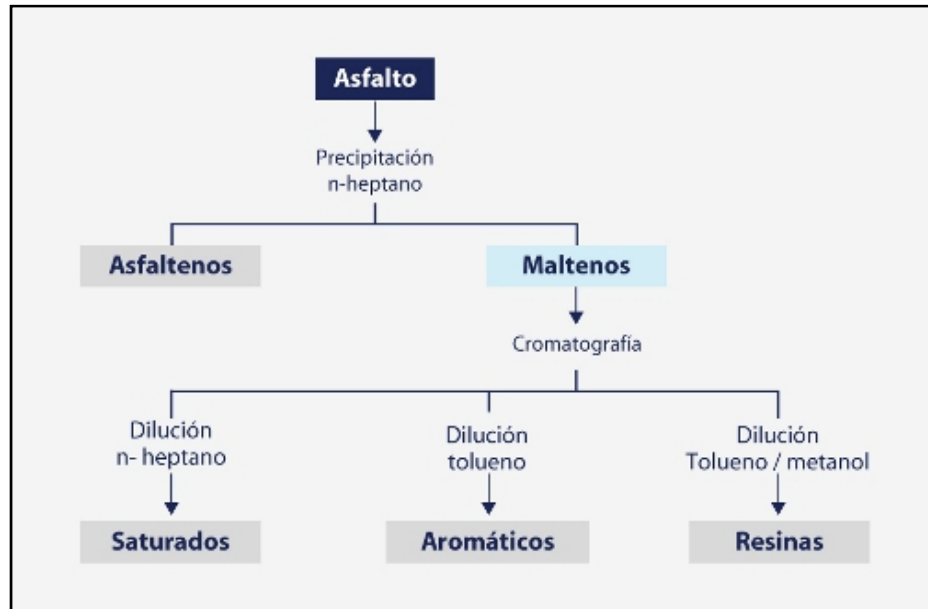 Asfalto
Precipitación
n-heptano
Asfaltenos
Maltenos
Cromatografía
Dilución
n- heptano
Dilución
tolueno
Dilución
Tolueno / metanol
Saturados
Aromáticos
Resinas